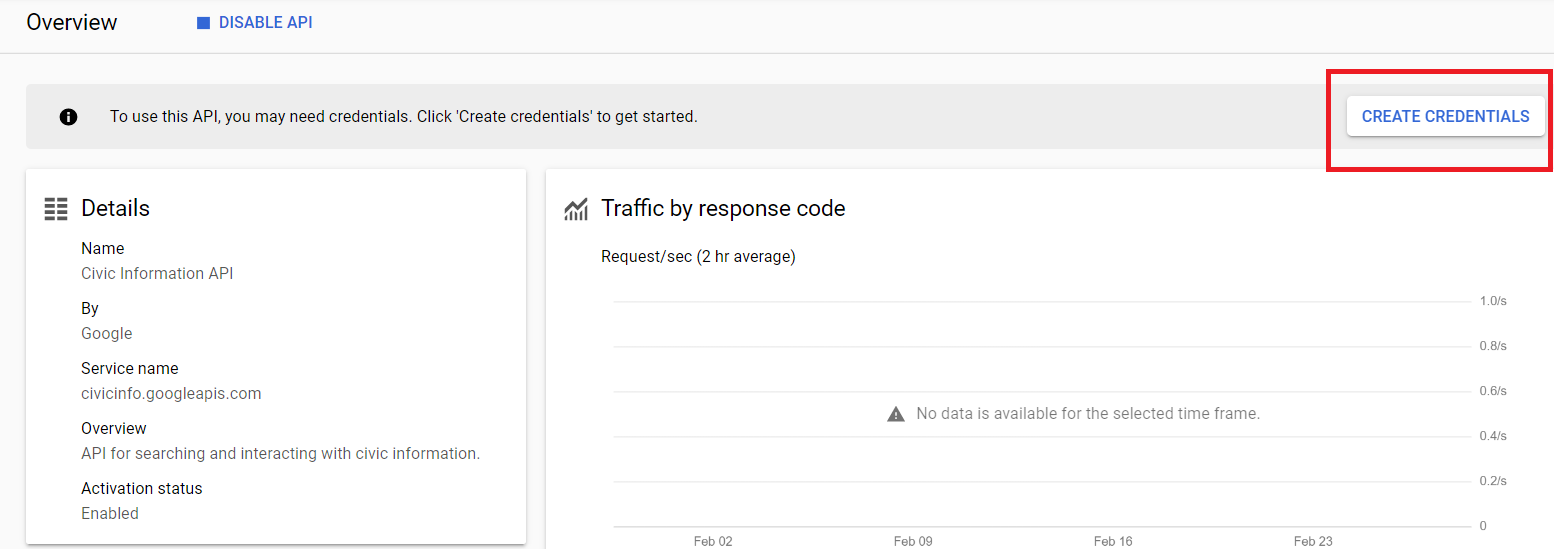 Overview
DISABLE API
To use this API, you may need credentials. Click 'Create credentials' to get started.
CREATE CREDENTIALS
Details
Name
Civic Information API
By
Google
Service name
civicinfo.googleapis.com
Overview
API for searching and interacting with civic information.
Activation status
Enabled
Traffic by response code
Request/sec (2 hr average)
1.0/s
0.8/s
0.6/s
No data is available for the selected time frame.
0.4/s
0.2/s
0
Feb 02
Feb 09
Feb 16
Feb 23